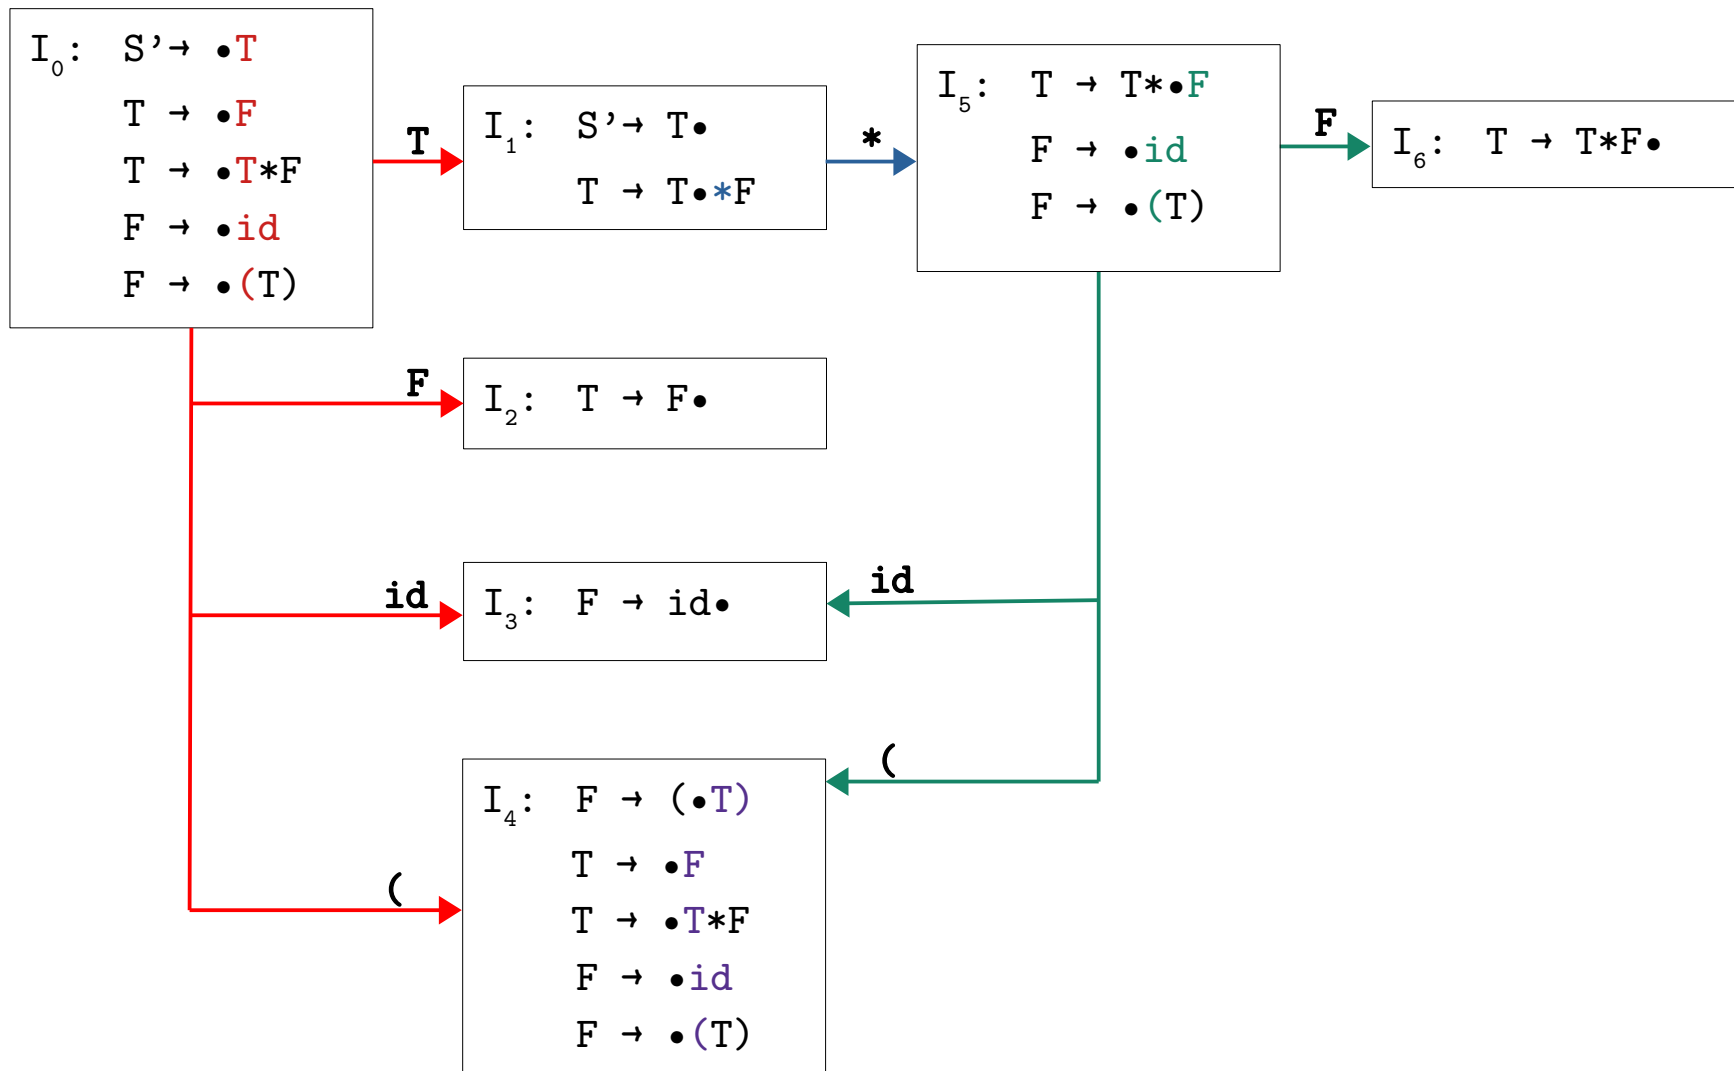 I₀: S’→ •T
T → •F
T → •T*F
F → •id
F → •(T)
T
I₁: S’→ T•
T → T•*F
*
I₅: T → T*•F
F → •id
F → •(T)
F
I₆: T → T*F•
F
I₂: T → F•
id
I₃: F → id•
id
(
(
I₄: F → (•T)
T → •F
T → •T*F
F → •id
F → •(T)